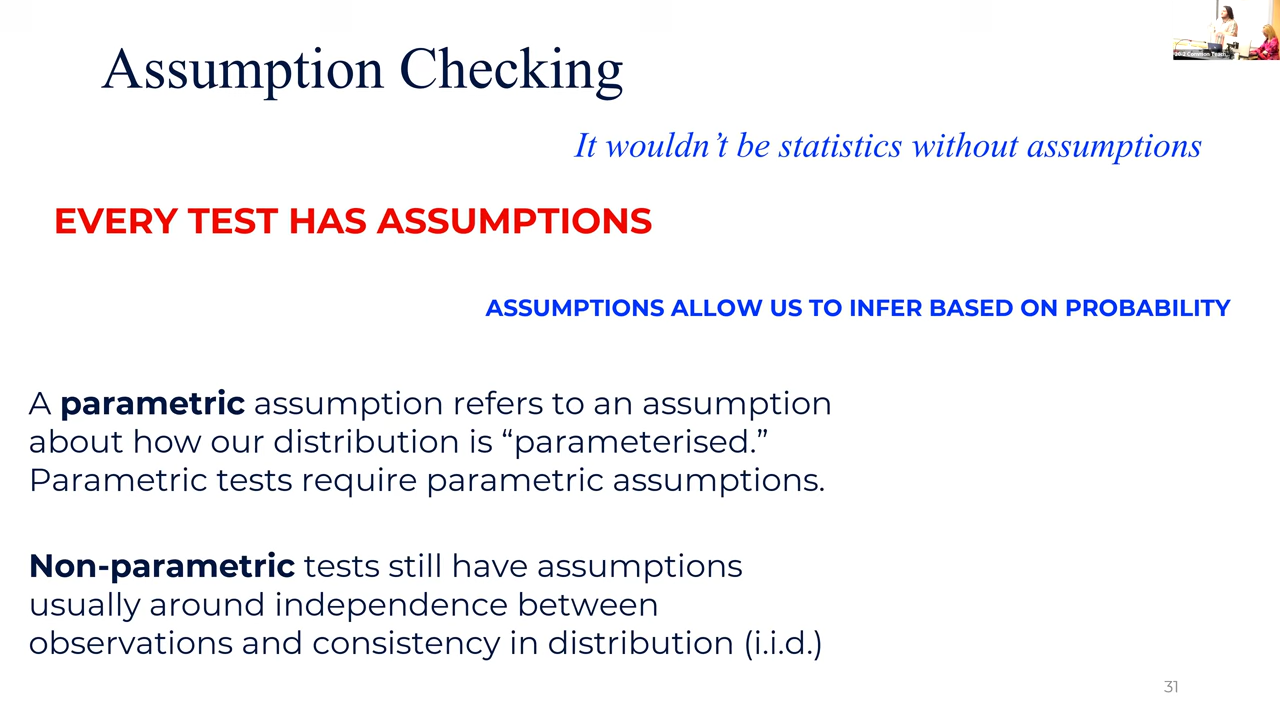 Assumption Checking
It wouldn’t be statistics without assumptions
EVERY TEST HAS ASSUMPTIONS
ASSUMPTIONS ALLOW US TO INFER BASED ON PROBABILITY
A parametric assumption refers to an assumption
about how our distribution is “parameterised.”
Parametric tests require parametric assumptions.
Non-parametric tests still have assumptions
usually around independence between
observations and consistency in distribution (i.i.d.)
31